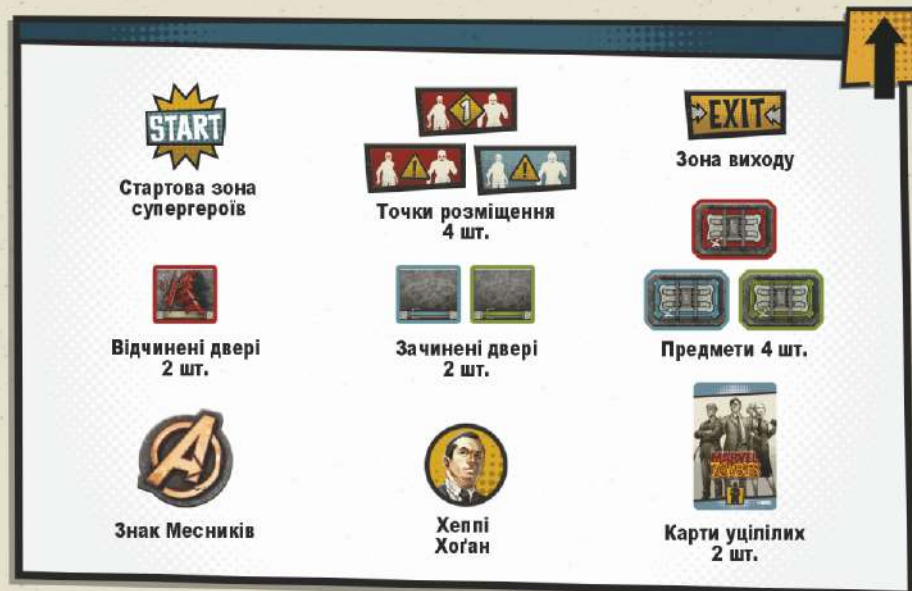 START
Стартова зона
супергероїв
1
Точки розміщення
4 шт.
EXIT
Зона виходу
Відчинені двері
2 шт.
Зачинені двері
2 шт.
Предмети 4 шт.
Знак Месників
Хеппі
Хоґан
MARVEL
ZOMBIES
Карти уцілілих
2 шт.